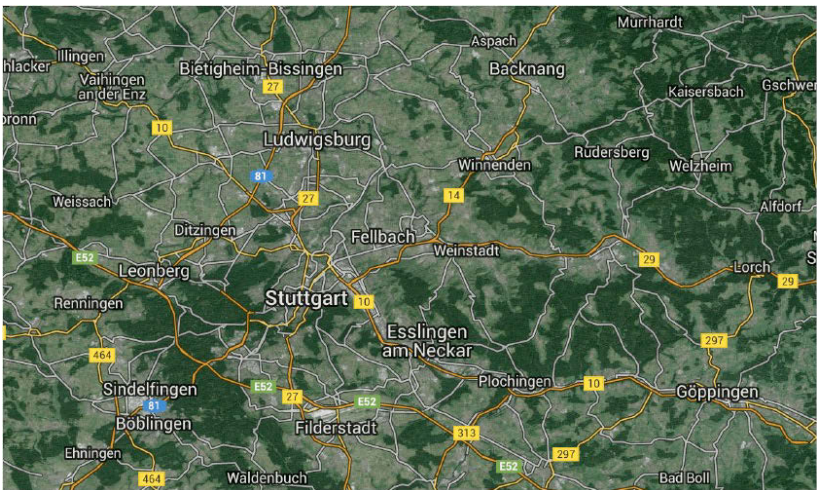 Murrhardt
Aspach
Illingen
hlacker
Bietigheim-Bissingen
Backnang
Vaihingen
an der Enz
27
Kaisersbach
Gschwer
bronn
10
Ludwigsburg
Rudersberg
Winnenden
Welzheim
81
14
27
Weissach
Alfdorf
Ditzingen
Fellbach
Weinstadt
E52
29
S
Leonberg
Lorch
29
Renningen
Stuttgart
10
Esslingen
am Neckar
297
464
Sindelfingen
E52
27
E52
Plochingen
10
Göppingen
81
Böblingen
Filderstadt
313
Ehningen
297
E52
464
Waldenbuch
Bad Boll